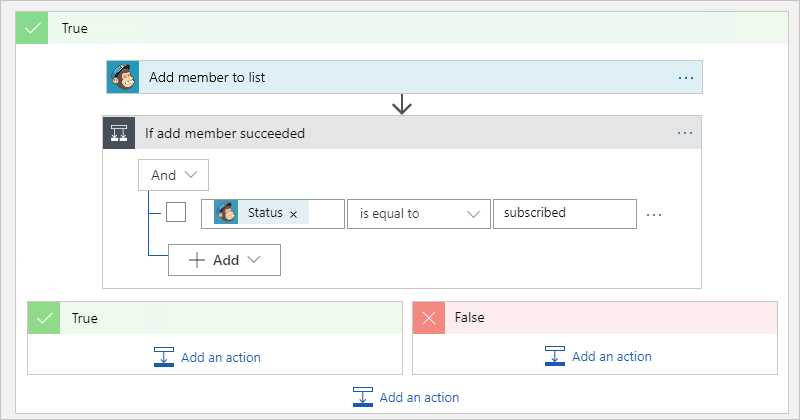 True
Add member to list
If add member succeeded
And
Status × is equal to subscribed
Add
True False
Add an action Add an action
Add an action